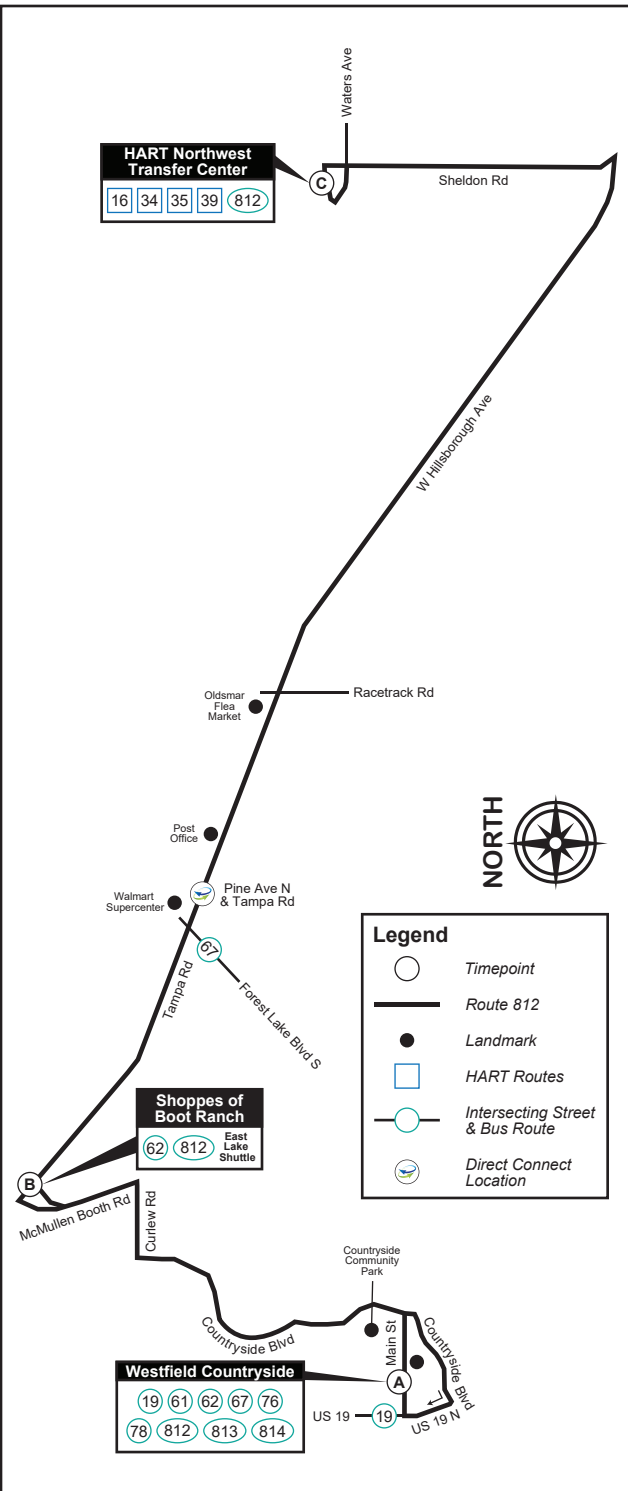 Waters Ave
HART Northwest
Transfer Center
16 34 35 39 812
C
Sheldon Rd
W Hillsborough Ave
Oldsmar
Flea
Market
Racetrack Rd
Post
Office
NORTH
Walmart
Supercenter
Pine Ave N
& Tampa Rd
67
Tampa Rd
Forest Lake Blvd S
Legend
Timepoint
Route 812
Landmark
HART Routes
Intersecting Street
& Bus Route
Direct Connect
Location
Shoppes of
Boot Ranch
62 812 East
Lake
Shuttle
B
McMullen Booth Rd
Curlew Rd
Countryside
Community
Park
Countryside Blvd
Main St
Countryside Blvd
Westfield Countryside
19 61 62 67 76
78 812 813 814
A
US 19
19
US 19 N